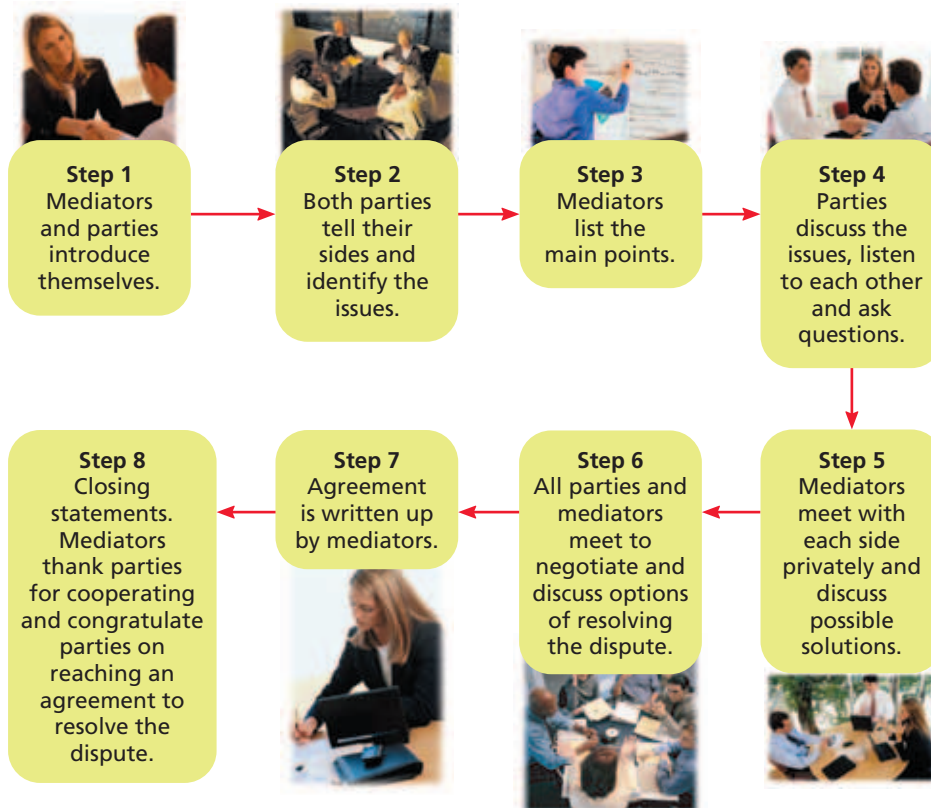 Step 1
Mediators
and parties
introduce
themselves.
Step 2
Both parties
tell their
sides and
identify the
issues.
Step 3
Mediators
list the
main points.
Step 4
Parties
discuss the
issues, listen
to each other
and ask
questions.
Step 5
Mediators
meet with
each side
privately and
discuss
possible
solutions.
Step 6
All parties and
mediators
meet to
negotiate and
discuss options
of resolving
the dispute.
Step 7
Agreement
is written up
by mediators.
Step 8
Closing
statements.
Mediators
thank parties
for cooperating
and congratulate
parties on
reaching an
agreement to
resolve the
dispute.